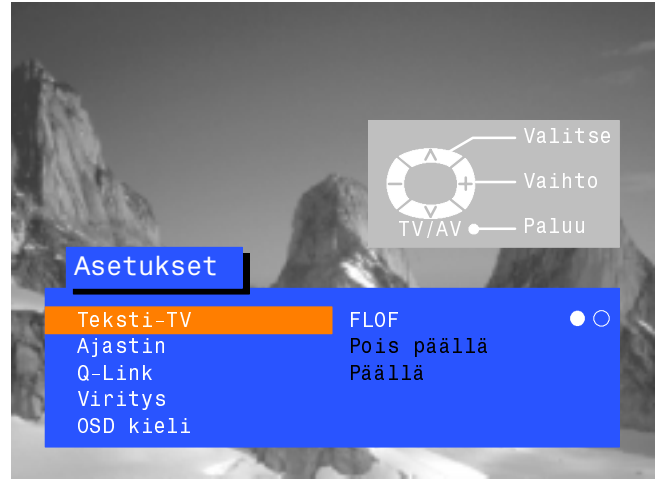 Valitse
Vaihto
TV/AV Paluu
Asetukset
Teksti-TV FLOF
Ajastin Pois päällä
Q-Link Päällä
Viritys
OSD kieli